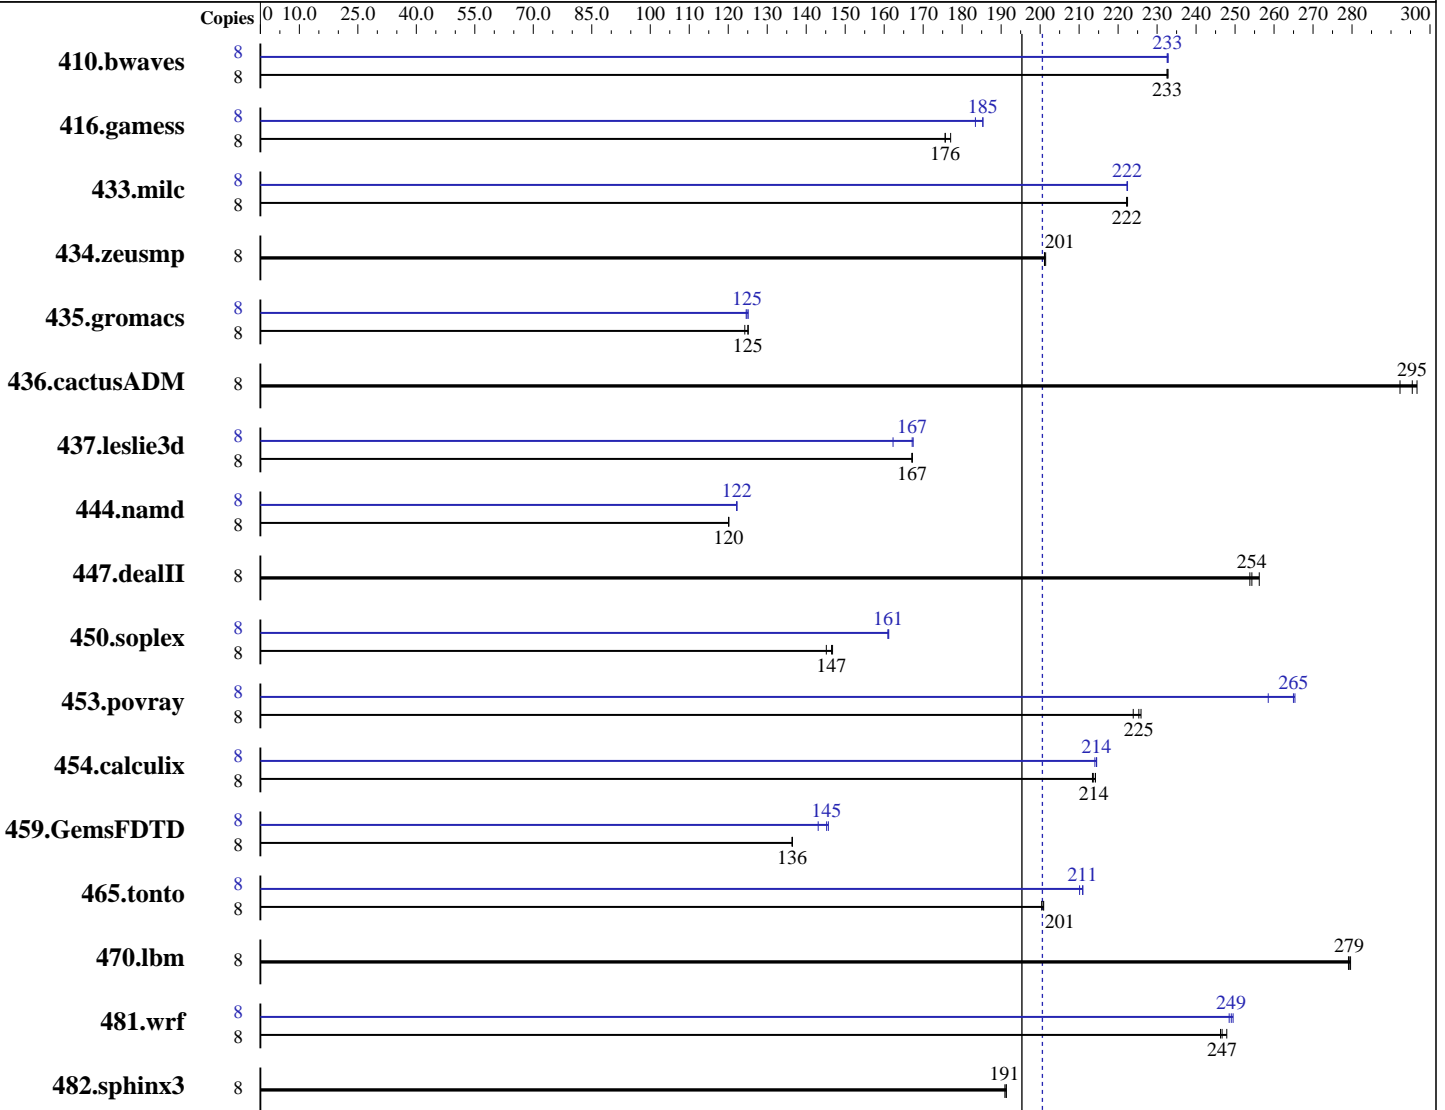 Copies 0 10.0 25.0 40.0 55.0 70.0 85.0 100 110 120 130 140 150 160 170 180 190 200 210 220 230 240 250 260 270 280 300
410.bwaves 8 233
8 233
416.gamess 8 185
8 176
433.milc 8 222
8 222
434.zeusmp 8 201
435.gromacs 8 125
8 125
436.cactusADM 8 295
437.leslie3d 8 167
8 167
444.namd 8 122
8 120
447.dealII 8 254
450.soplex 8 161
8 147
453.povray 8 265
8 225
454.calculix 8 214
8 214
459.GemsFDTD 8 145
8 136
465.tonto 8 211
8 201
470.lbm 8 279
481.wrf 8 249
8 247
482.sphinx3 8 191